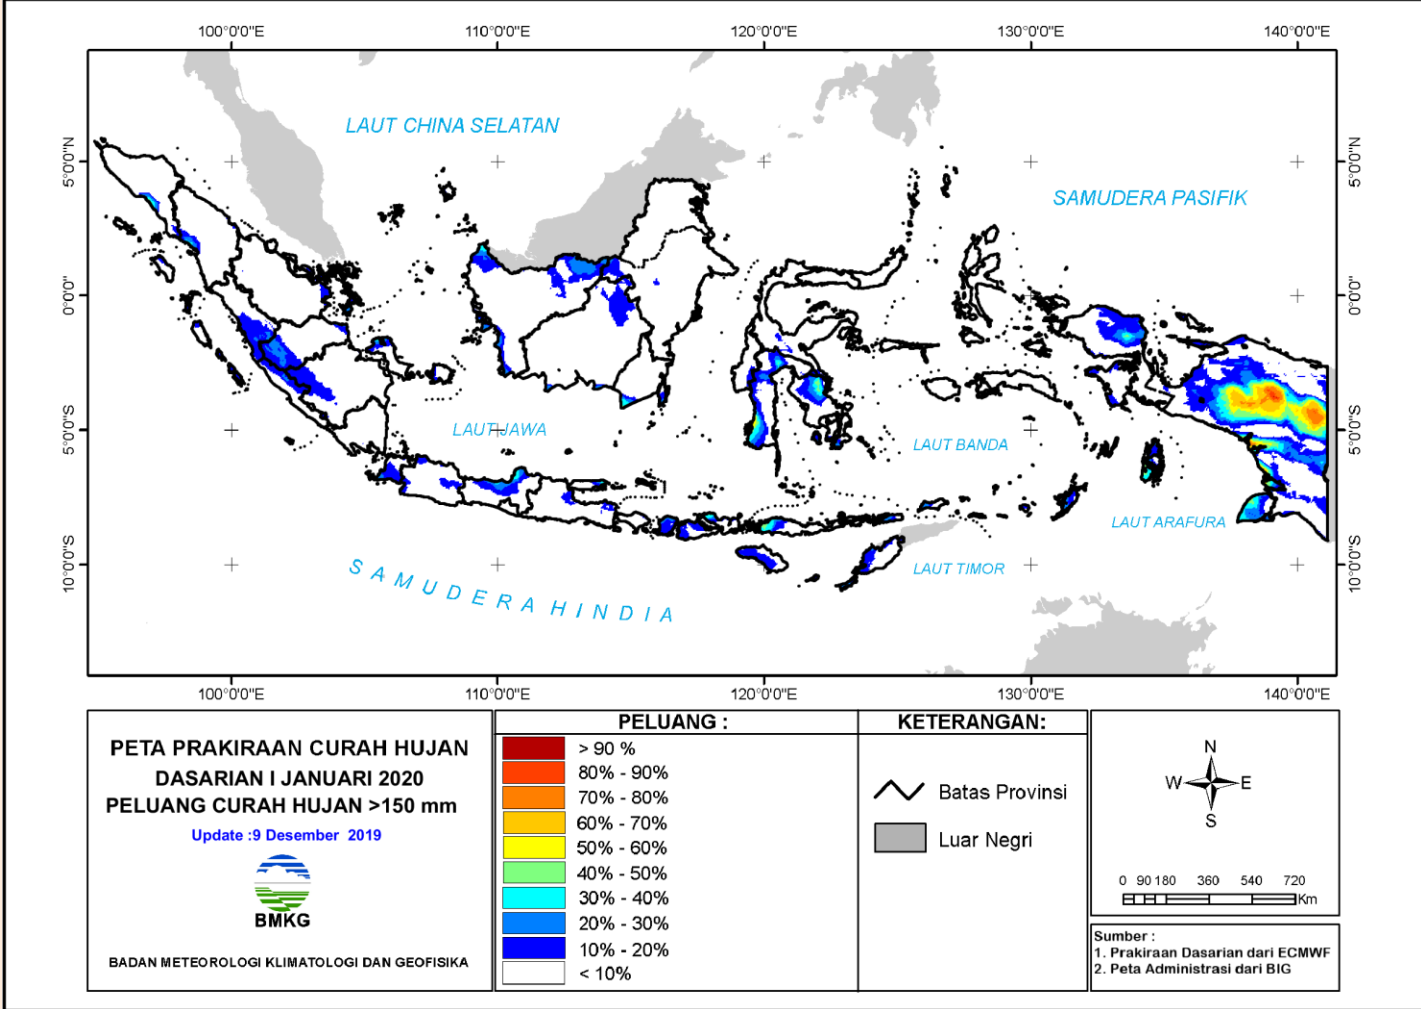 100°0'0"E 110°0'0"E 120°0'0"E 130°0'0"E 140°0'0"E
5°0'0"N
0°0'0"
5°0'0"S
10°0'0"S
5°0'0"N
0°0'0"
5°0'0"S
10°0'0"S
LAUT CHINA SELATAN
SAMUDERA PASIFIK
LAUT JAWA
LAUT BANDA
LAUT ARAFURA
LAUT TIMOR
SAMUDERA HINDIA
100°0'0"E 110°0'0"E 120°0'0"E 130°0'0"E 140°0'0"E
PETA PRAKIRAAN CURAH HUJAN
DASARIAN I JANUARI 2020
PELUANG CURAH HUJAN >150 mm
Update :9 Desember 2019
BMKG
BADAN METEOROLOGI KLIMATOLOGI DAN GEOFISIKA
PELUANG :
> 90 %
80% - 90%
70% - 80%
60% - 70%
50% - 60%
40% - 50%
30% - 40%
20% - 30%
10% - 20%
< 10%
KETERANGAN:
Batas Provinsi
Luar Negri
N
W E
S
0 90 180 360 540 720
Km
Sumber :
1. Prakiraan Dasarian dari ECMWF
2. Peta Administrasi dari BIG